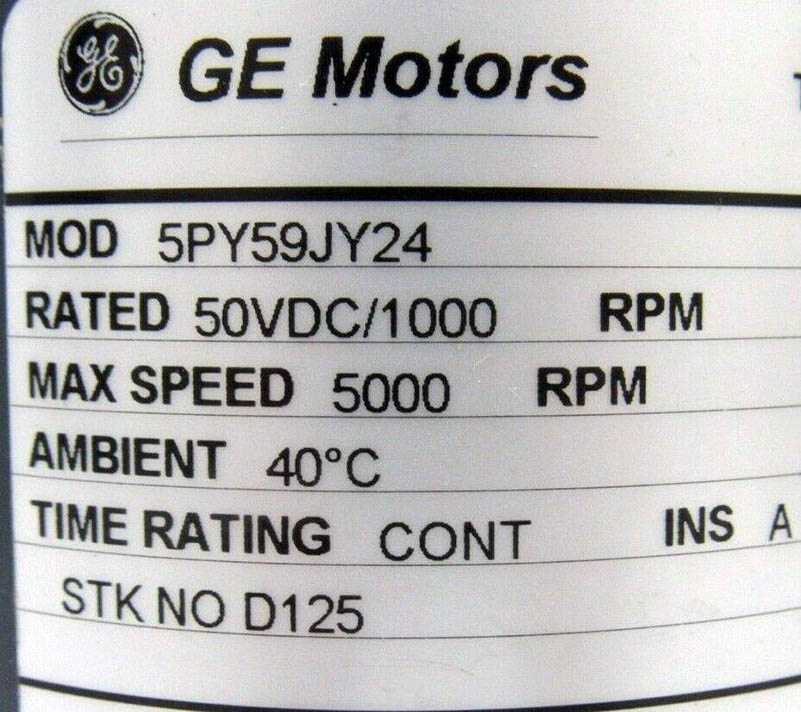 GE GE Motors
MOD 5PY59JY24
RATED 50VDC/1000 RPM
MAX SPEED 5000 RPM
AMBIENT 40°C
TIME RATING CONT INS A
STK NO D125